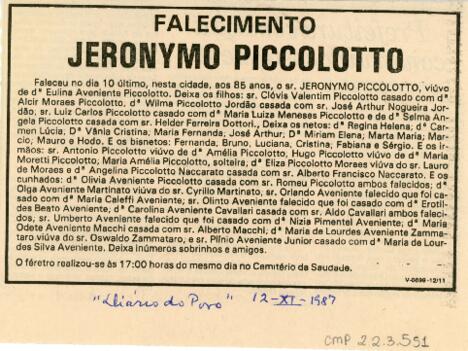 FALECIMENTO
JERONYMO PICCOLOTTO
Faleceu no dia 10 último, nesta cidade, aos 85 anos, o sr. JERONYMO PICCOLOTTO, viúvo
de dª Eulina Aveniente Piccolotto. Deixa os filhos: sr. Clóvis Valentim Piccolotto casado com dª
Alcir Moraes Piccolotto, dª Wilma Piccolotto Jordão casada com sr. José Arthur Nogueira Jor-
dão, sr. Luiz Carlos Piccolotto casado com dª Maria Luiza Meneses Piccolotto e de dª Selma Ân-
gela Piccolotto casada com sr. Helder Ferreira Dottori., Deixa os netos: dª Regina Helena; dª Car-
men Lúcia; Dª Vânia Cristina; Maria Fernanda; José Arthur; Dª Miriam Elena; Marta Maria; Mar-
cio; Mauro e Hodo. E os bisnetos: Fernanda, Bruno, Luciana, Cristina; Fabiana e Sérgio. E os ir-
mãos: sr. Antonio Piccolotto viúvo de dª Amélia Piccolotto, Hugo Piccolotto viúvo de dª Maria
Moretti Piccolotto, Maria Amélia Piccolotto, solteira; dª Eliza Piccolotto Moraes viúva do sr. Lauro
de Moraes e dª Angelina Piccolotto Naccarato casada com sr. Alberto Francisco Naccarato. E os
cunhados: dª Olivia Aveniente Piccolotto casada com sr. Romeu Piccolotto ambos falecidos; dª
Olga Aveniente Martinato viúva do sr. Cyrillo Martinato, sr. Orlando Aveniente falecido que foi ca-
sado com dª Maria Caleffi Aveniente, sr. Olinto Aveniente falecido que foi casado com dª Erotil-
des Beato Aveniente, dª Carolina Aveniente Cavallari casada com sr. Aldo Cavallari ambos faleci-
dos, sr. Umberto Aveniente falecido que foi casado com dª Nizia Pimentel Aveniente; dª Maria
Odete Aveniente Macchi casada com sr. Alberto Macchi; dª Maria de Lourdes Aveniente Zamma-
taro viúva do sr. Oswaldo Zammataro, e sr. Plínio Aveniente Junior casado com dª Maria de Lour-
des Silva Aveniente. Deixa inúmeros sobrinhos e amigos.
O féretro realizou-se às 17:00 horas do mesmo dia no Cemitério da Saudade.
V-0699-12/11
"Diário do Povo" 12-XI-1987
CMP 2.2.3.551